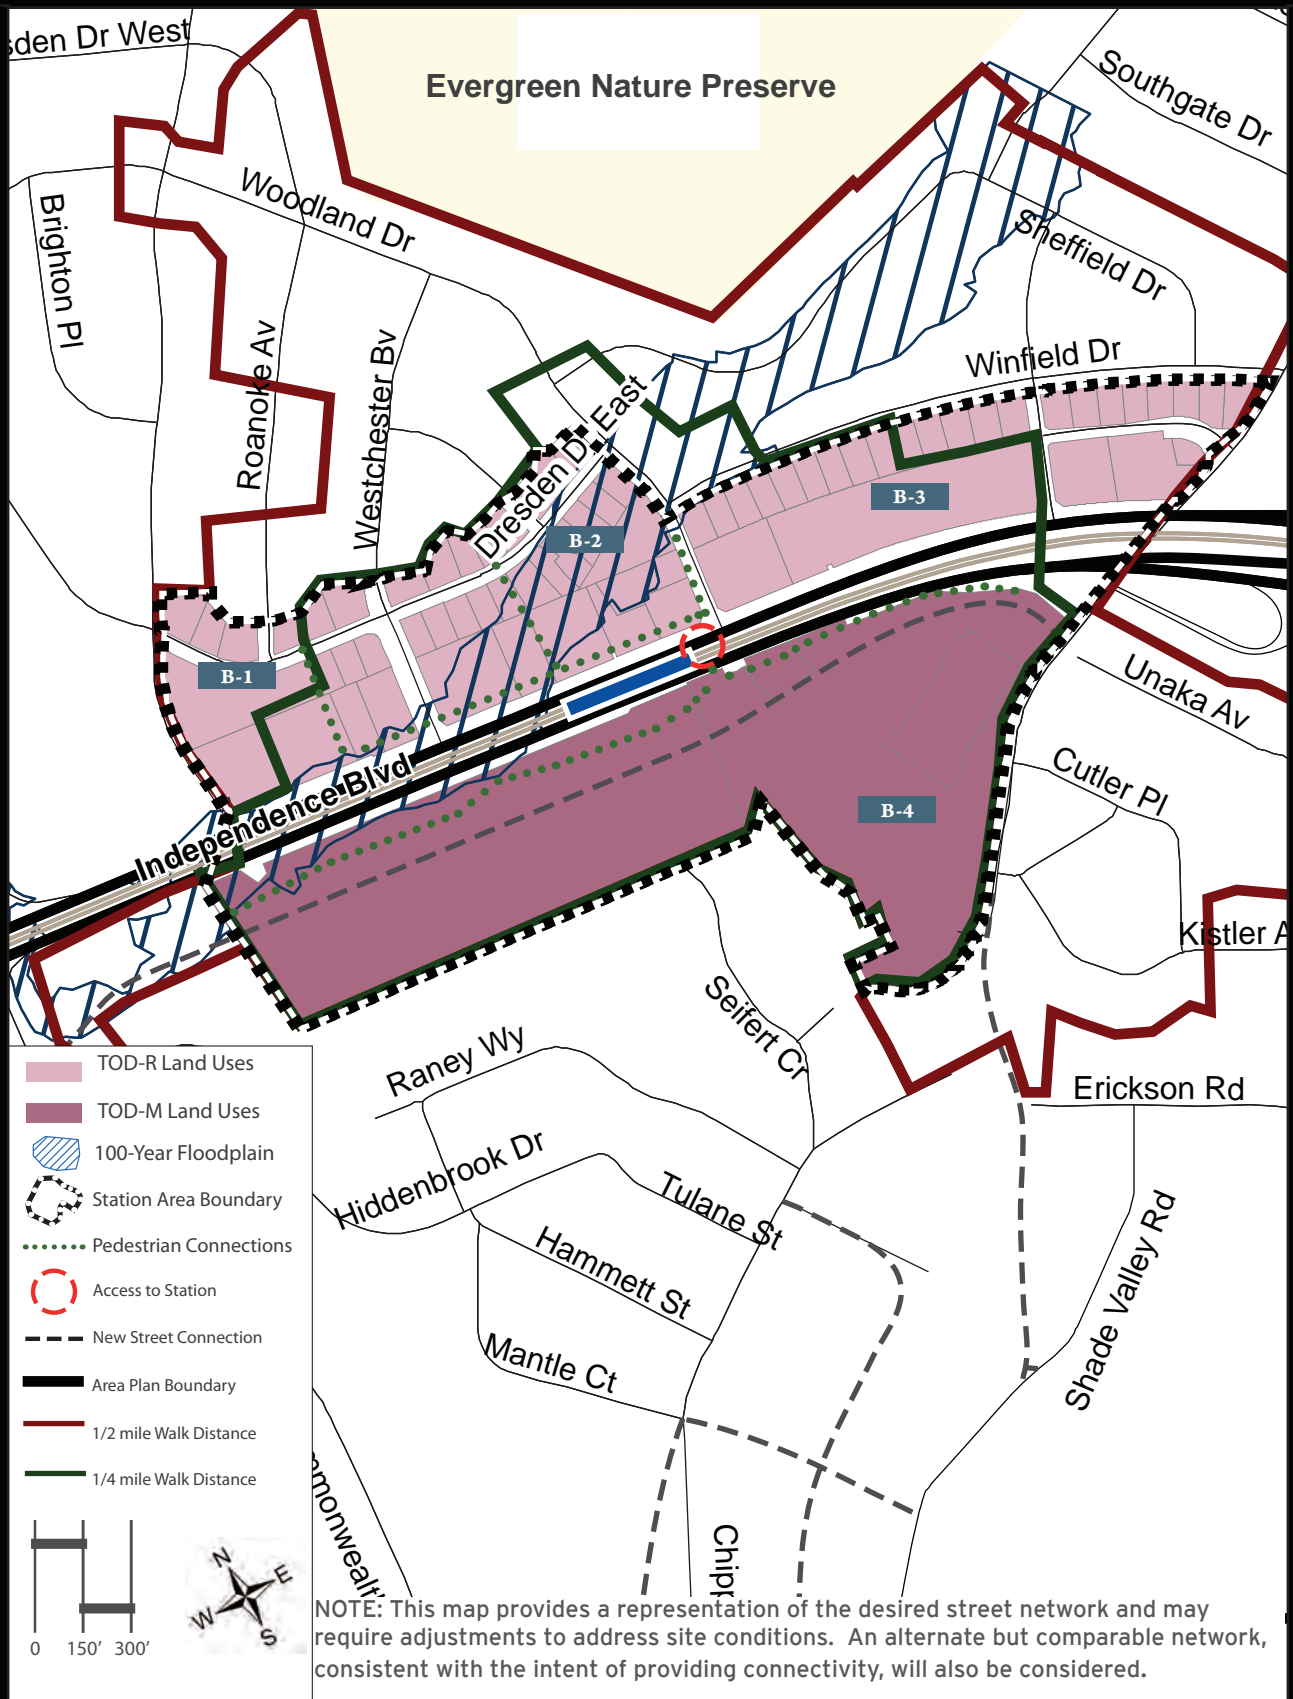 sden Dr West
Evergreen Nature Preserve
Southgate Dr
Woodland Dr
Brighton Pl
Sheffield Dr
Roanoke Av
Westchester Bv
Winfield Dr
Dresden Dr East
B-3
B-2
B-1
Unaka Av
Independence Blvd
Cutler Pl
B-4
Kistler A
Seifert Cr
Raney Wy
Erickson Rd
Hiddenbrook Dr
Tulane St
Hammett St
Shade Valley Rd
Mantle Ct
mmonwealt
Chipp
TOD-R Land Uses
TOD-M Land Uses
100-Year Floodplain
Station Area Boundary
Pedestrian Connections
Access to Station
New Street Connection
Area Plan Boundary
1/2 mile Walk Distance
1/4 mile Walk Distance
0 150’ 300’
N
E
W
S
NOTE: This map provides a representation of the desired street network and may
require adjustments to address site conditions. An alternate but comparable network,
consistent with the intent of providing connectivity, will also be considered.